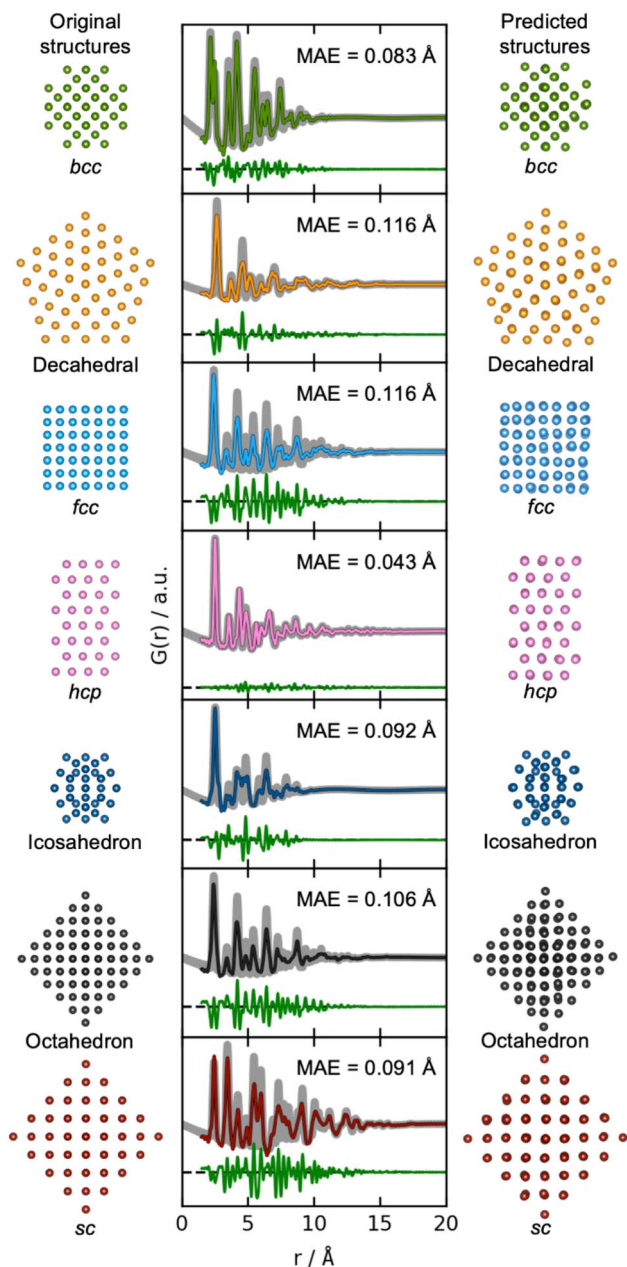 Original
structures
Predicted
structures
MAE = 0.083 Å
bcc
bcc
MAE = 0.116 Å
Decahedral
Decahedral
MAE = 0.116 Å
fcc
fcc
MAE = 0.043 Å
G(r) / a.u.
hcp
hcp
MAE = 0.092 Å
Icosahedron
Icosahedron
MAE = 0.106 Å
Octahedron
Octahedron
MAE = 0.091 Å
sc
sc
0 5 10 15 20
r / Å